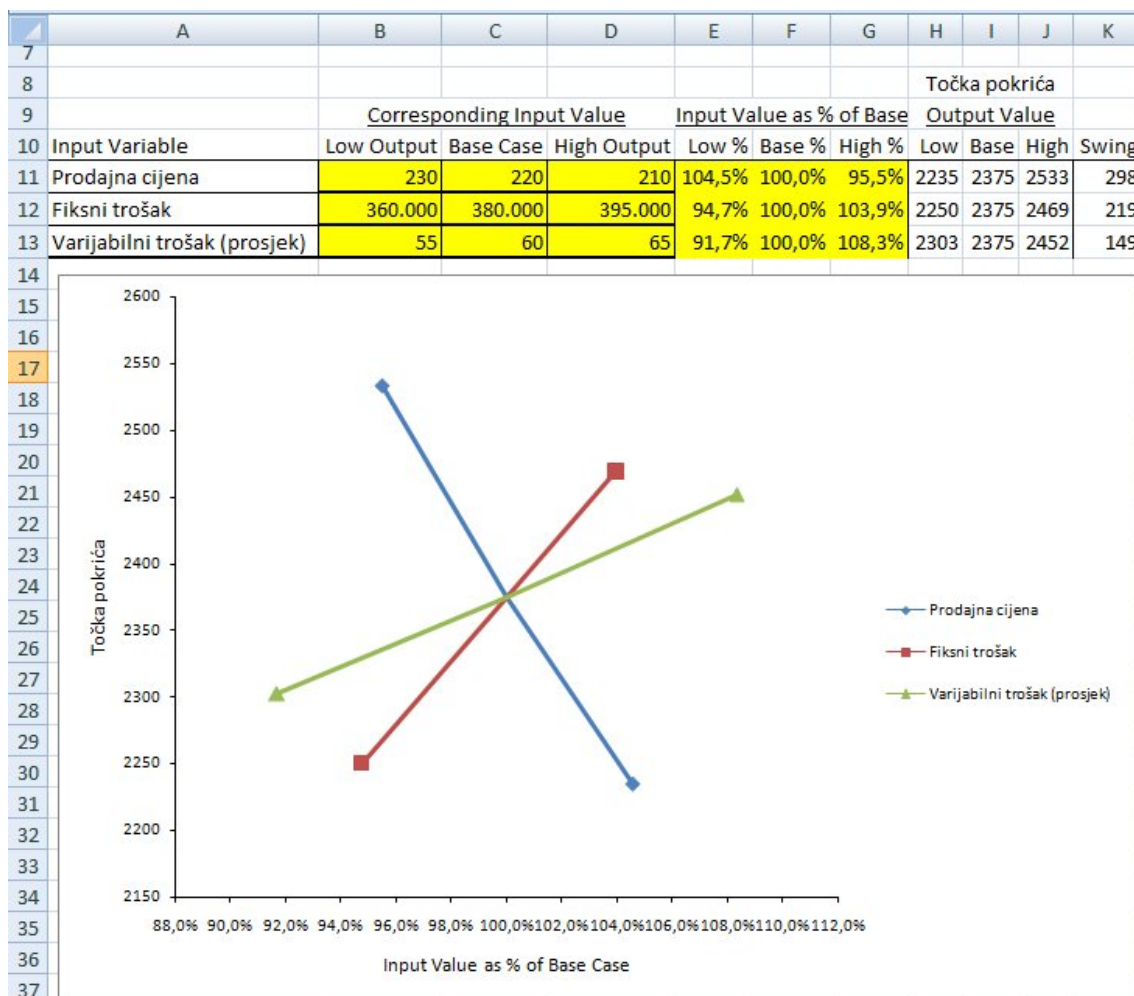 A B C D E F G H I J K
7
8 Točka pokrića
9 Corresponding Input Value Input Value as % of Base Output Value
10 Input Variable Low Output Base Case High Output Low % Base % High % Low Base High Swing
11 Prodajna cijena 230 220 210 104,5% 100,0% 95,5% 2235 2375 2533 298
12 Fiksni trošak 360.000 380.000 395.000 94,7% 100,0% 103,9% 2250 2375 2469 219
13 Varijabilni trošak (prosjek) 55 60 65 91,7% 100,0% 108,3% 2303 2375 2452 149
14
15
16
17
18
19
20
21
22
23
24
25
26
27
28
29
30
31
32
33
34
35
36
37
2600
2550
2500
2450
2400
2350
2300
2250
2200
2150
Točka pokrića
88,0% 90,0% 92,0% 94,0% 96,0% 98,0% 100,0%102,0%104,0%106,0%108,0%110,0%112,0%
Input Value as % of Base Case
Prodajna cijena
Fiksni trošak
Varijabilni trošak (prosjek)